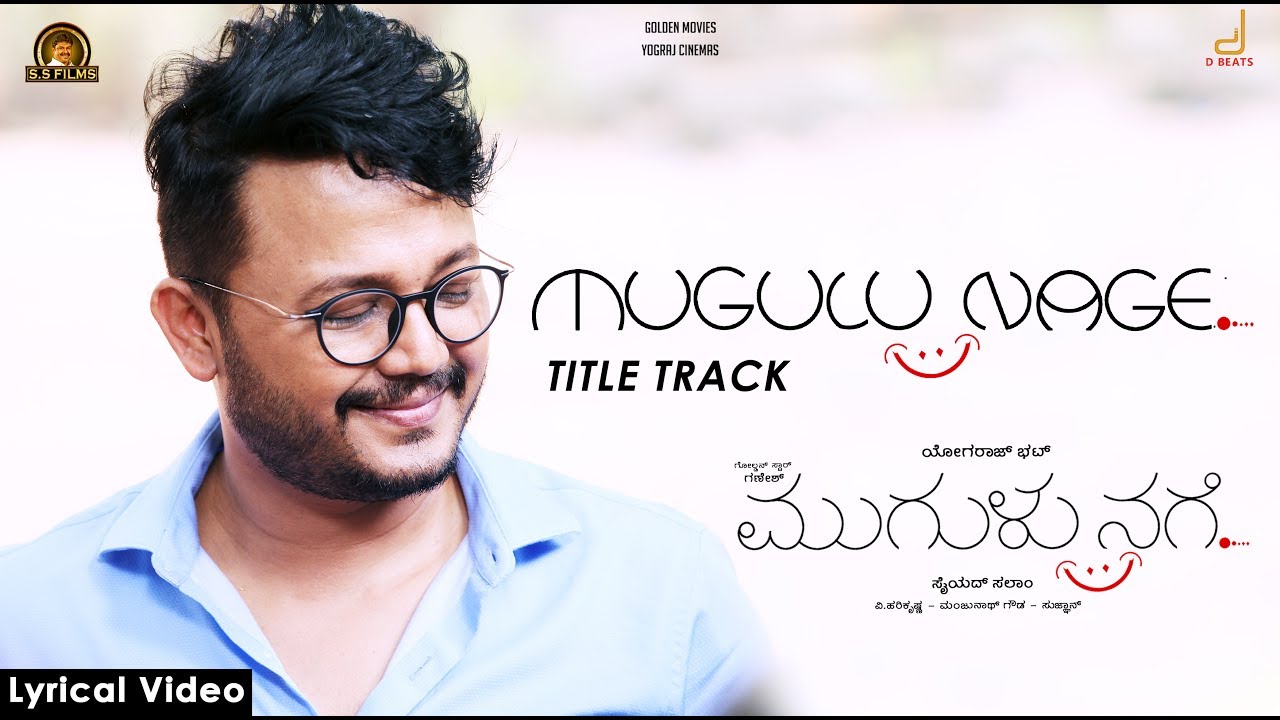 S.S FILMS
GOLDEN MOVIES
YOGRAJ CINEMAS
D BEATS
MUGULU NAGE...
TITLE TRACK
ಯೋಗರಾಜ್ ಭಟ್
ಗೋಲ್ಡನ್ ಸ್ಟಾರ್
ಗಣೇಶ್
ಮುಗುಳು ನಗೆ...
ಸೈಯದ್ ಸಲಾಂ
ವಿ.ಹರಿಕೃಷ್ಣ – ಮಂಜುನಾಥ್ ಗೌಡ – ಸುಜ್ಞಾನ್
Lyrical Video